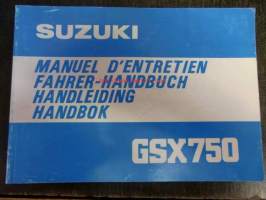 SUZUKI
MANUEL D'ENTRETIEN
FAHRER-HANDBUCH
HANDLEIDING
HANDBOK
GSX750